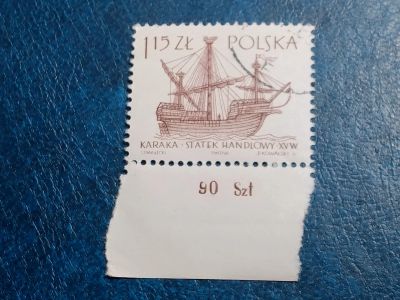 1,15 ZŁ POLSKA
KARAKA - STATEK HANDLOWY XV W
90 Szt